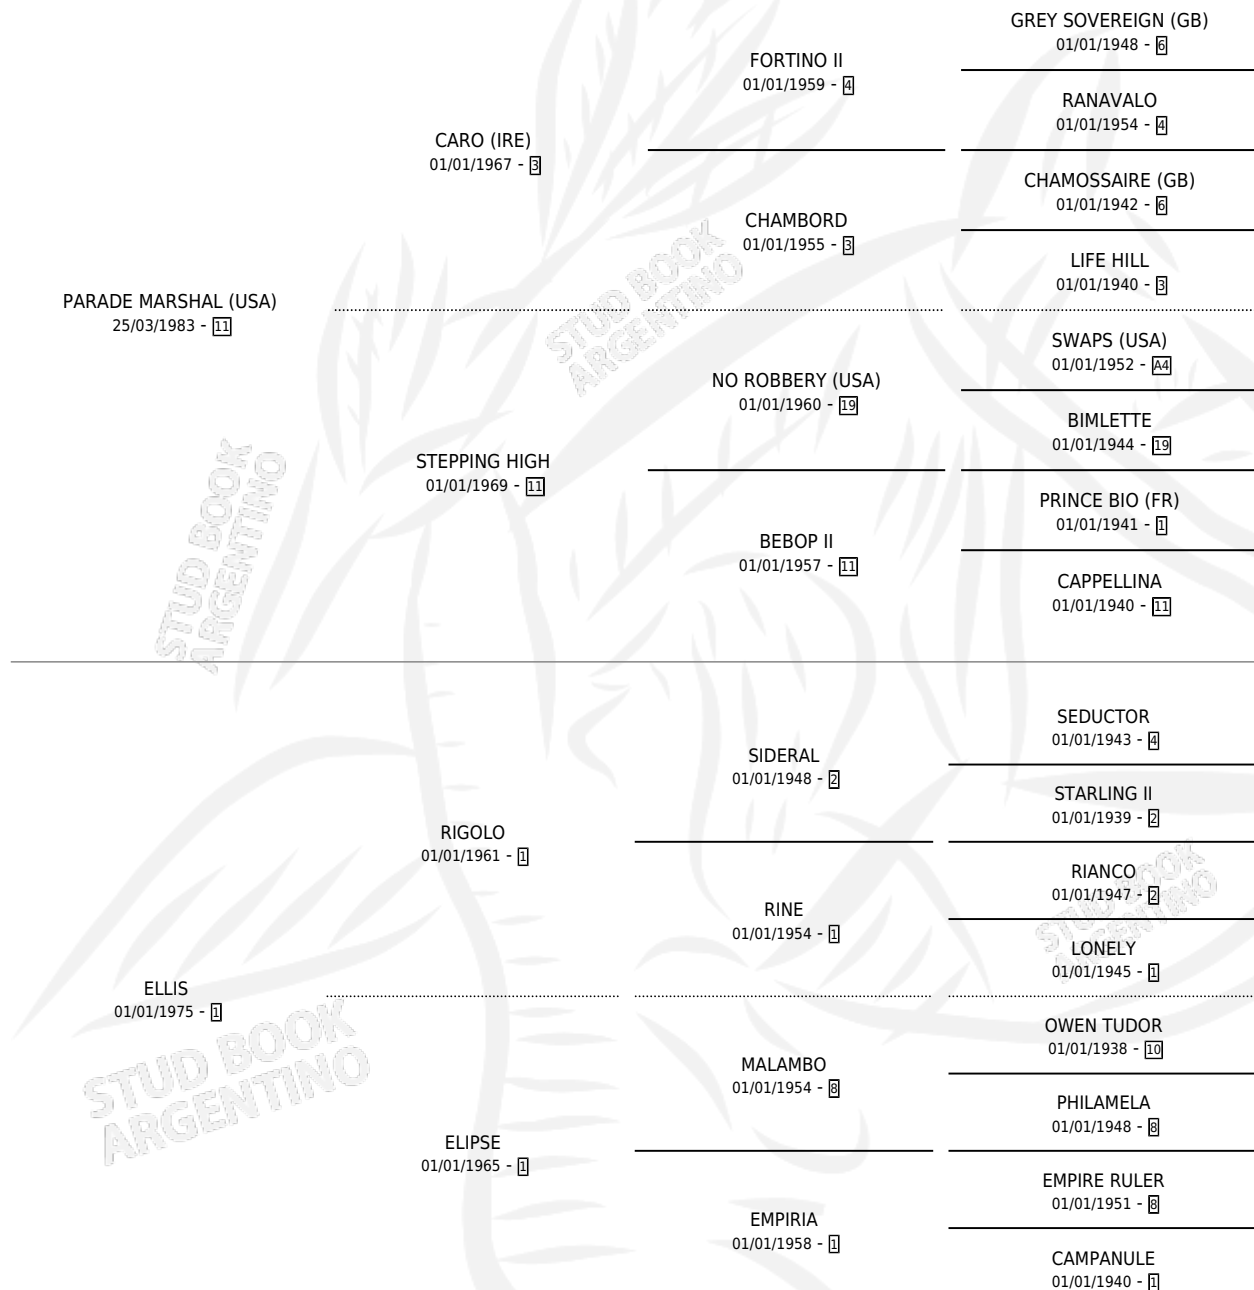 GREY SOVEREIGN (GB)
01/01/1948 - 6
FORTINO II
01/01/1959 - 4
RANAVALO
01/01/1954 - 4
CARO (IRE)
01/01/1967 - 3
CHAMOSSAIRE (GB)
01/01/1942 - 6
CHAMBORD
01/01/1955 - 3
LIFE HILL
01/01/1940 - 3
PARADE MARSHAL (USA)
25/03/1983 - 11
SWAPS (USA)
01/01/1952 - A4
NO ROBBERY (USA)
01/01/1960 - 19
BIMLETTE
01/01/1944 - 19
STEPPING HIGH
01/01/1969 - 11
PRINCE BIO (FR)
01/01/1941 - 1
BEBOP II
01/01/1957 - 11
CAPPELLINA
01/01/1940 - 11
SEDUCTOR
01/01/1943 - 4
SIDERAL
01/01/1948 - 2
STARLING II
01/01/1939 - 2
RIGOLO
01/01/1961 - 1
RIANCO
01/01/1947 - 2
RINE
01/01/1954 - 1
LONELY
01/01/1945 - 1
ELLIS
01/01/1975 - 1
OWEN TUDOR
01/01/1938 - 10
MALAMBO
01/01/1954 - 8
PHILAMELA
01/01/1948 - 8
ELIPSE
01/01/1965 - 1
EMPIRE RULER
01/01/1951 - 8
EMPIRIA
01/01/1958 - 1
CAMPANULE
01/01/1940 - 1
STUD BOOK
ARGENTINO
STUD BOOK
ARGENTINO
STUD BOOK
ARGENTINO
STUD BOOK
ARGENTINO